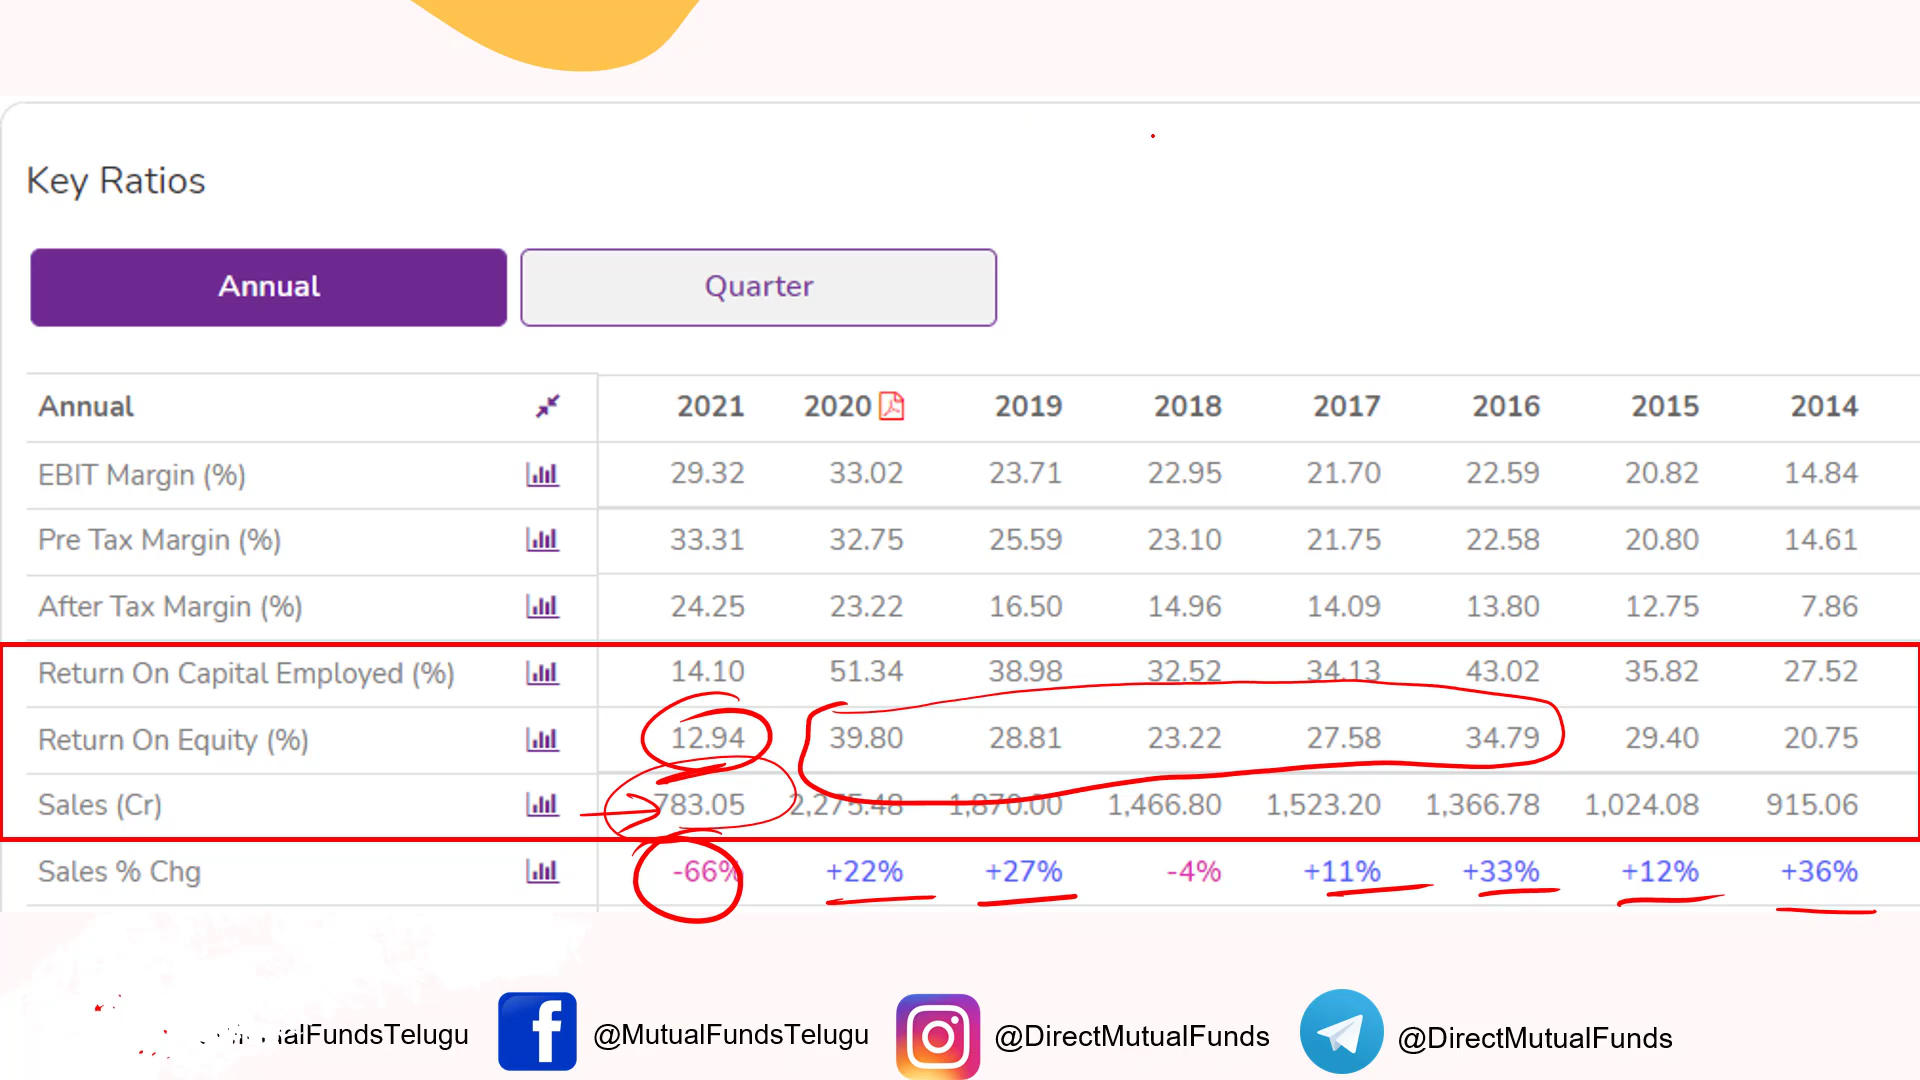 Key Ratios
Annual Quarter
Annual 2021 2020 2019 2018 2017 2016 2015 2014
EBIT Margin (%) 29.32 33.02 23.71 22.95 21.70 22.59 20.82 14.84
Pre Tax Margin (%) 33.31 32.75 25.59 23.10 21.75 22.58 20.80 14.61
After Tax Margin (%) 24.25 23.22 16.50 14.96 14.09 13.80 12.75 7.86
Return On Capital Employed (%) 14.10 51.34 38.98 32.52 34.13 43.02 35.82 27.52
Return On Equity (%) 12.94 39.80 28.81 23.22 27.58 34.79 29.40 20.75
Sales (Cr) 783.05 2,275.48 1,870.00 1,466.80 1,523.20 1,366.78 1,024.08 915.06
Sales % Chg -66% +22% +27% -4% +11% +33% +12% +36%
@MutualFundsTelugu @DirectMutualFunds @DirectMutualFunds